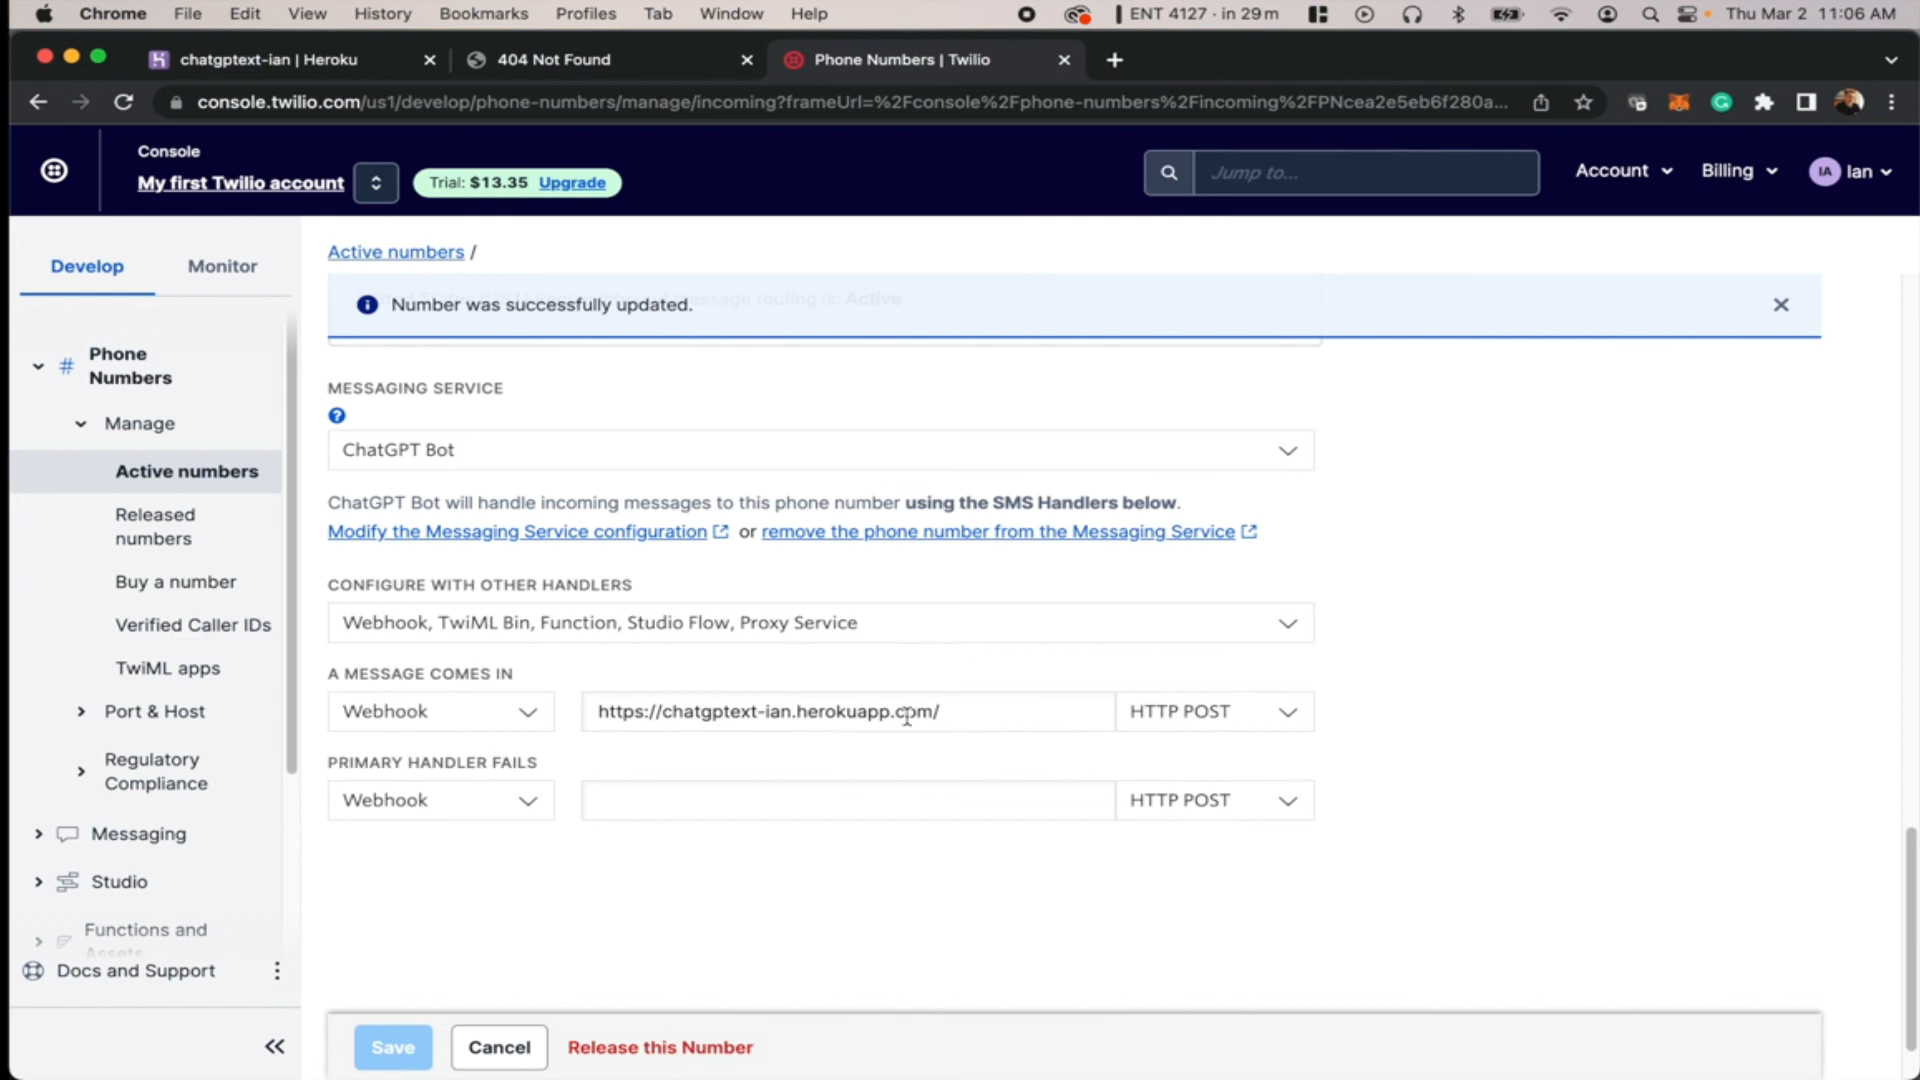 Chrome File Edit View History Bookmarks Profiles Tab Window Help ENT 4127 · in 29m Thu Mar 2 11:06 AM
chatgptext-ian | Heroku 404 Not Found Phone Numbers | Twilio
console.twilio.com/us1/develop/phone-numbers/manage/incoming?frameUrl=%2Fconsole%2Fphone-numbers%2Fincoming%2FPNcea2e5eb6f280a...
Console
My first Twilio account Trial: $13.35 Upgrade Jump to... Account Billing IA Ian
Develop Monitor
Active numbers /
Number was successfully updated.
message routing is: Active
Phone
Numbers
Manage
Active numbers
Released
numbers
Buy a number
Verified Caller IDs
TwiML apps
Port & Host
Regulatory
Compliance
Messaging
Studio
Functions and
Assets
Docs and Support
MESSAGING SERVICE
?
ChatGPT Bot
ChatGPT Bot will handle incoming messages to this phone number using the SMS Handlers below.
Modify the Messaging Service configuration or remove the phone number from the Messaging Service
CONFIGURE WITH OTHER HANDLERS
Webhook, TwiML Bin, Function, Studio Flow, Proxy Service
A MESSAGE COMES IN
Webhook https://chatgptext-ian.herokuapp.com/ HTTP POST
PRIMARY HANDLER FAILS
Webhook HTTP POST
Save Cancel Release this Number